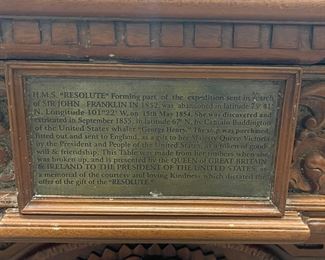 H.M.S. "RESOLUTE" Forming part of the expedition sent in search
of SIR JOHN FRANKLIN IN 1852, was abandoned in latitude 74° 41'
N. Longitude 101° 22' W. on 15th May 1854. She was discovered and
extricated in September 1855, in latitude 67° N. by Captain Buddington
of the United States whaler "George Henry." The ship was purchased,
fitted out and sent to England, as a gift to her Majesty Queen Victoria
by the President and People of the United States, as a token of good
will & friendship. This Table was made from her timbers when she
was broken up, and is presented by the QUEEN OF GREAT BRITAIN
& IRELAND TO THE PRESIDENT OF THE UNITED STATES, as
a memorial of the courtesy and loving kindness which dictated the
offer of the gift of the "RESOLUTE."